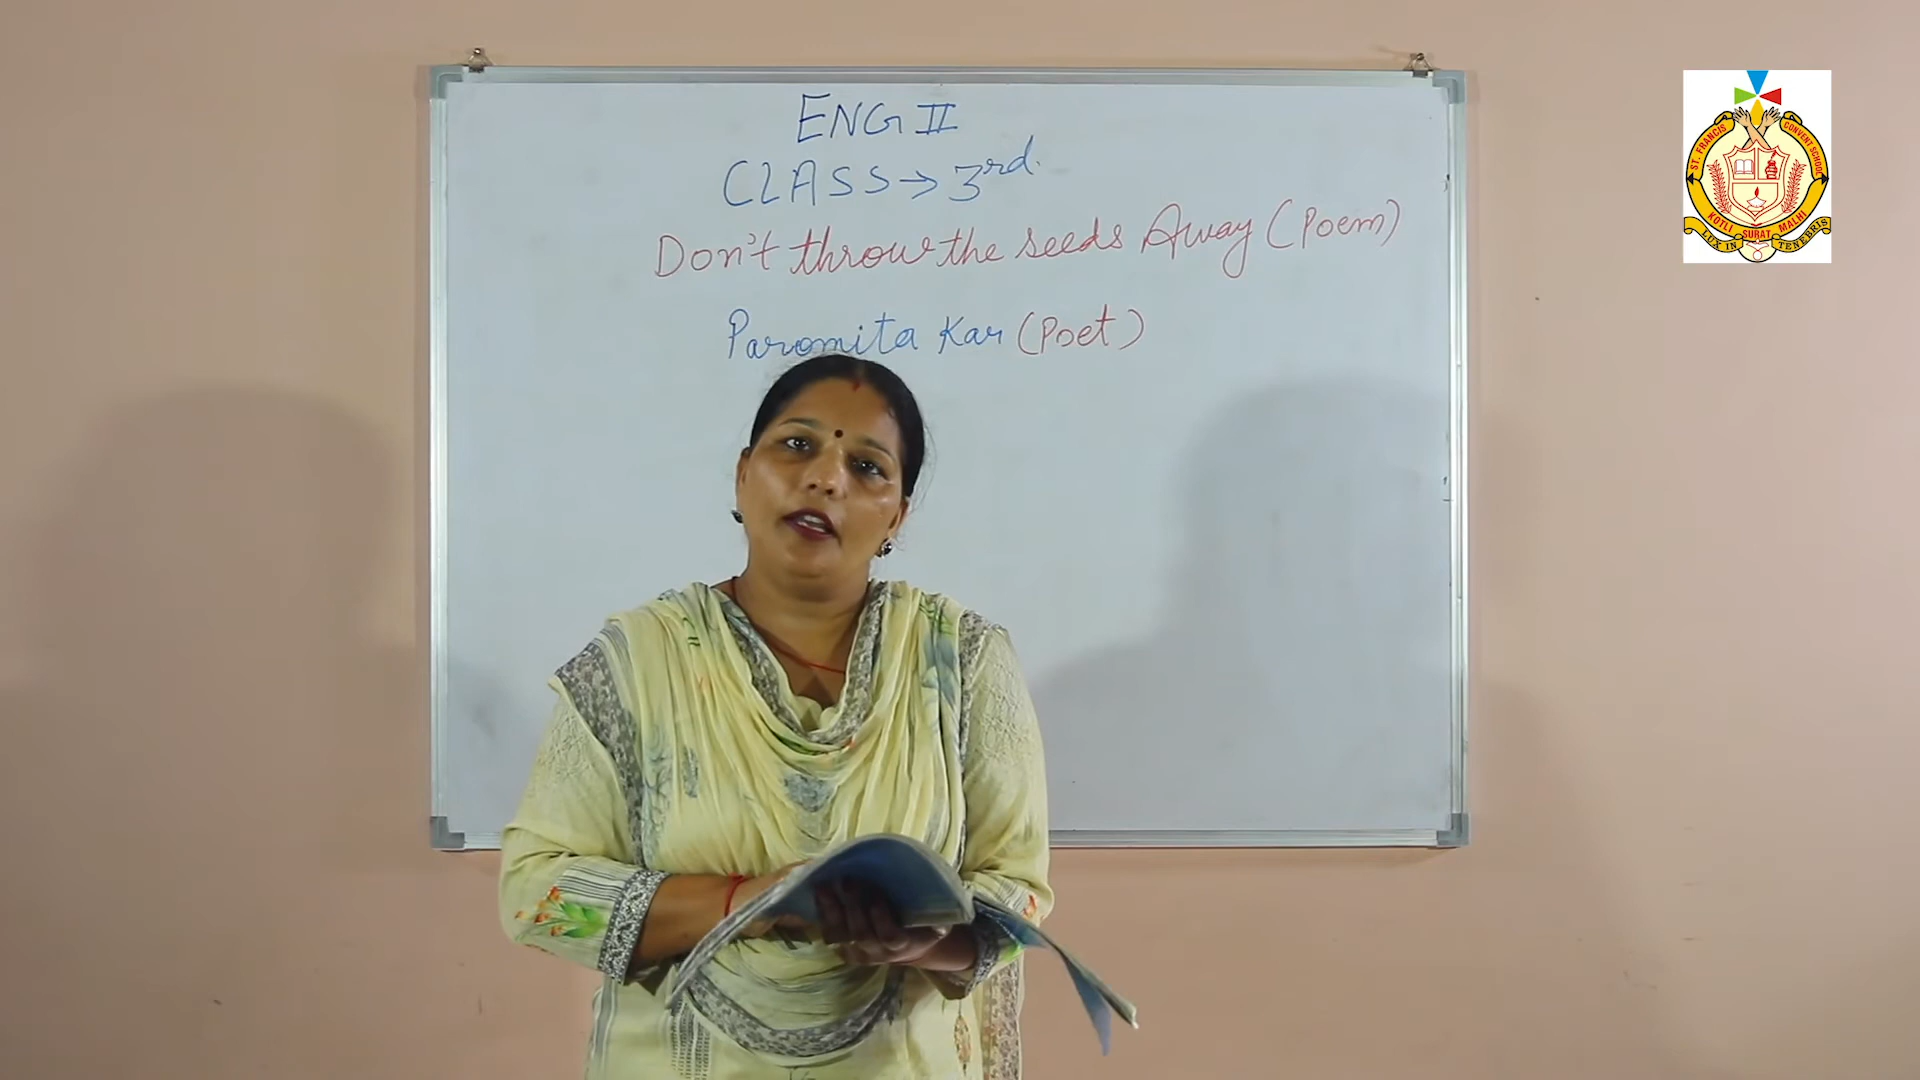 ENG II
CLASS → 3rd.
Don't throw the seeds Away (Poem)
Paromita Kar (Poet)
ST. FRANCIS CONVENT SCHOOL
KOTLI SURAT MALHI
LUX IN TENEBRIS